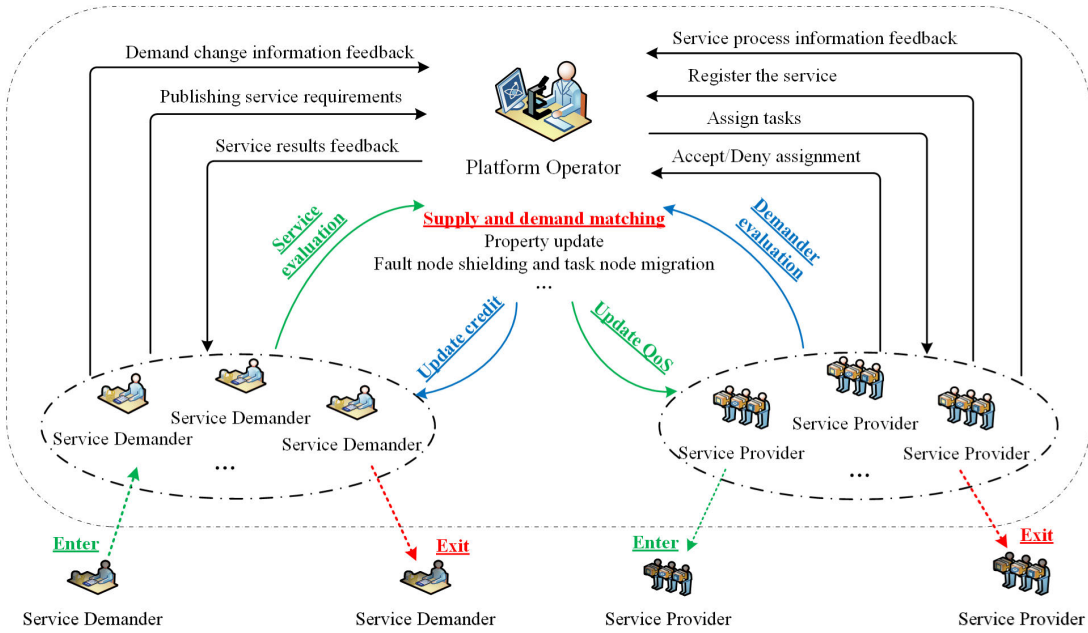 Demand change information feedback
Publishing service requirements
Service results feedback
Service process information feedback
Register the service
Assign tasks
Accept/Deny assignment
Platform Operator
Supply and demand matching
Property update
Fault node shielding and task node migration
...
Service
evaluation
Demander
evaluation
Update credit
Update QoS
Service Demander
Service Demander
Service Demander
...
Service Provider
Service Provider
Service Provider
...
Enter
Exit
Enter
Exit
Service Demander
Service Demander
Service Provider
Service Provider